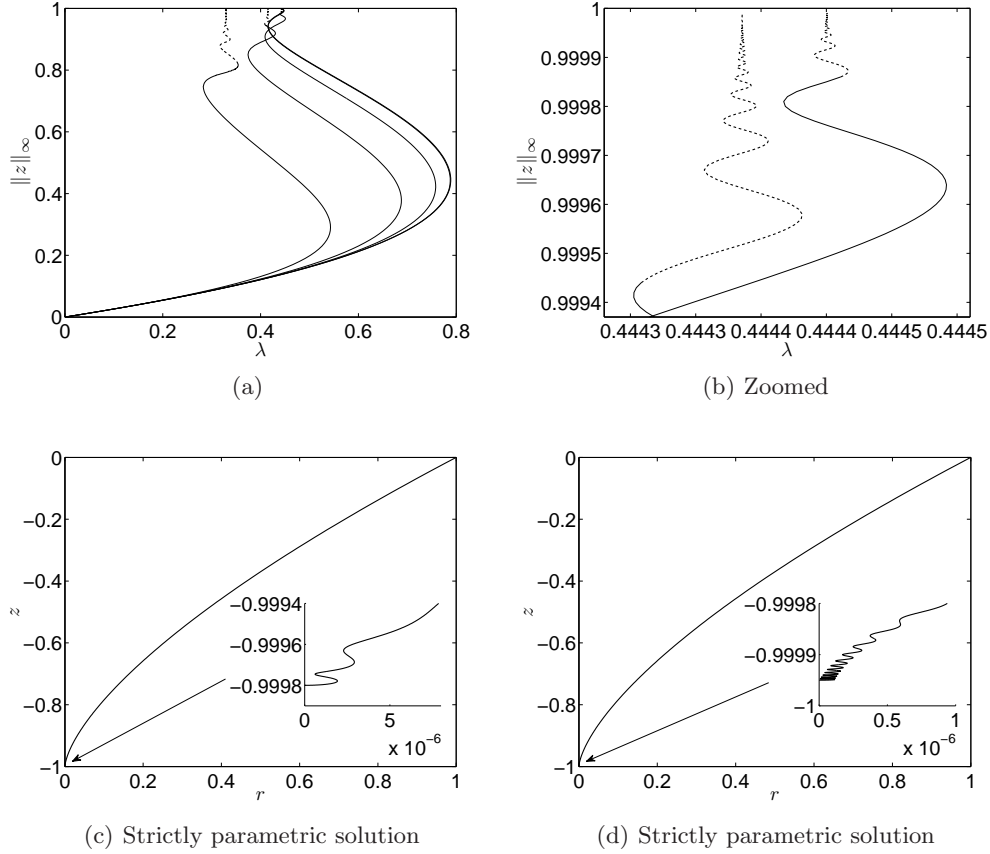 1
0.8
0.6
0.4
0.2
0
0 0.2 0.4 0.6 0.8
‖z‖∞
λ
(a)
1
0.9999
0.9998
0.9997
0.9996
0.9995
0.9994
0.4443 0.4443 0.4444 0.4444 0.4445 0.4445
‖z‖∞
λ
(b) Zoomed
0
−0.2
−0.4
−0.6
−0.8
−1
0 0.2 0.4 0.6 0.8 1
z
r
−0.9994
−0.9996
−0.9998
0 5
x 10⁻⁶
(c) Strictly parametric solution
0
−0.2
−0.4
−0.6
−0.8
−1
0 0.2 0.4 0.6 0.8 1
z
r
−0.9998
−0.9999
−1
0 0.5 1
x 10⁻⁶
(d) Strictly parametric solution